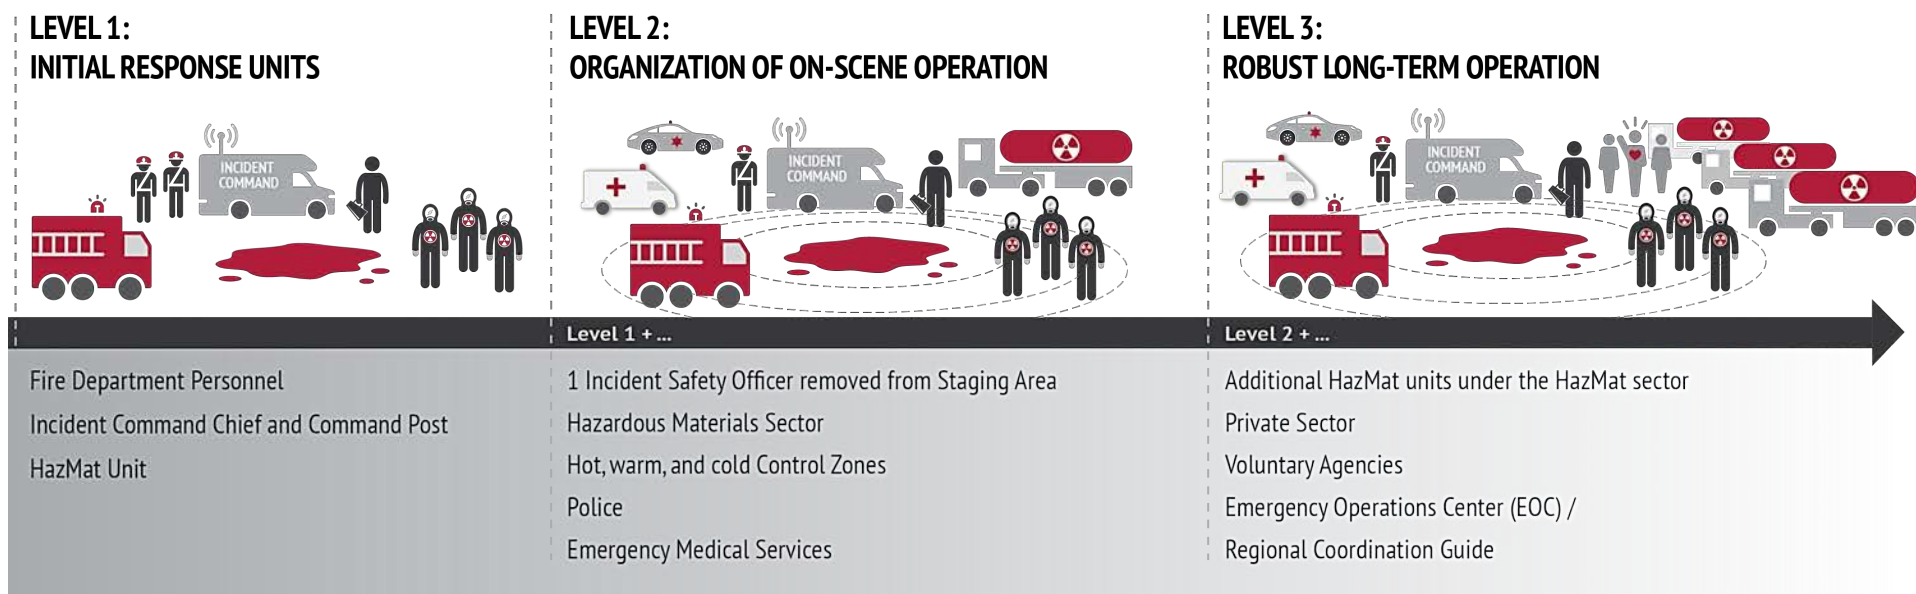 LEVEL 1:
INITIAL RESPONSE UNITS
INCIDENT
COMMAND
Fire Department Personnel
Incident Command Chief and Command Post
HazMat Unit
LEVEL 2:
ORGANIZATION OF ON-SCENE OPERATION
INCIDENT
COMMAND
Level 1 + ...
1 Incident Safety Officer removed from Staging Area
Hazardous Materials Sector
Hot, warm, and cold Control Zones
Police
Emergency Medical Services
LEVEL 3:
ROBUST LONG-TERM OPERATION
INCIDENT
COMMAND
Level 2 + ...
Additional HazMat units under the HazMat sector
Private Sector
Voluntary Agencies
Emergency Operations Center (EOC) /
Regional Coordination Guide